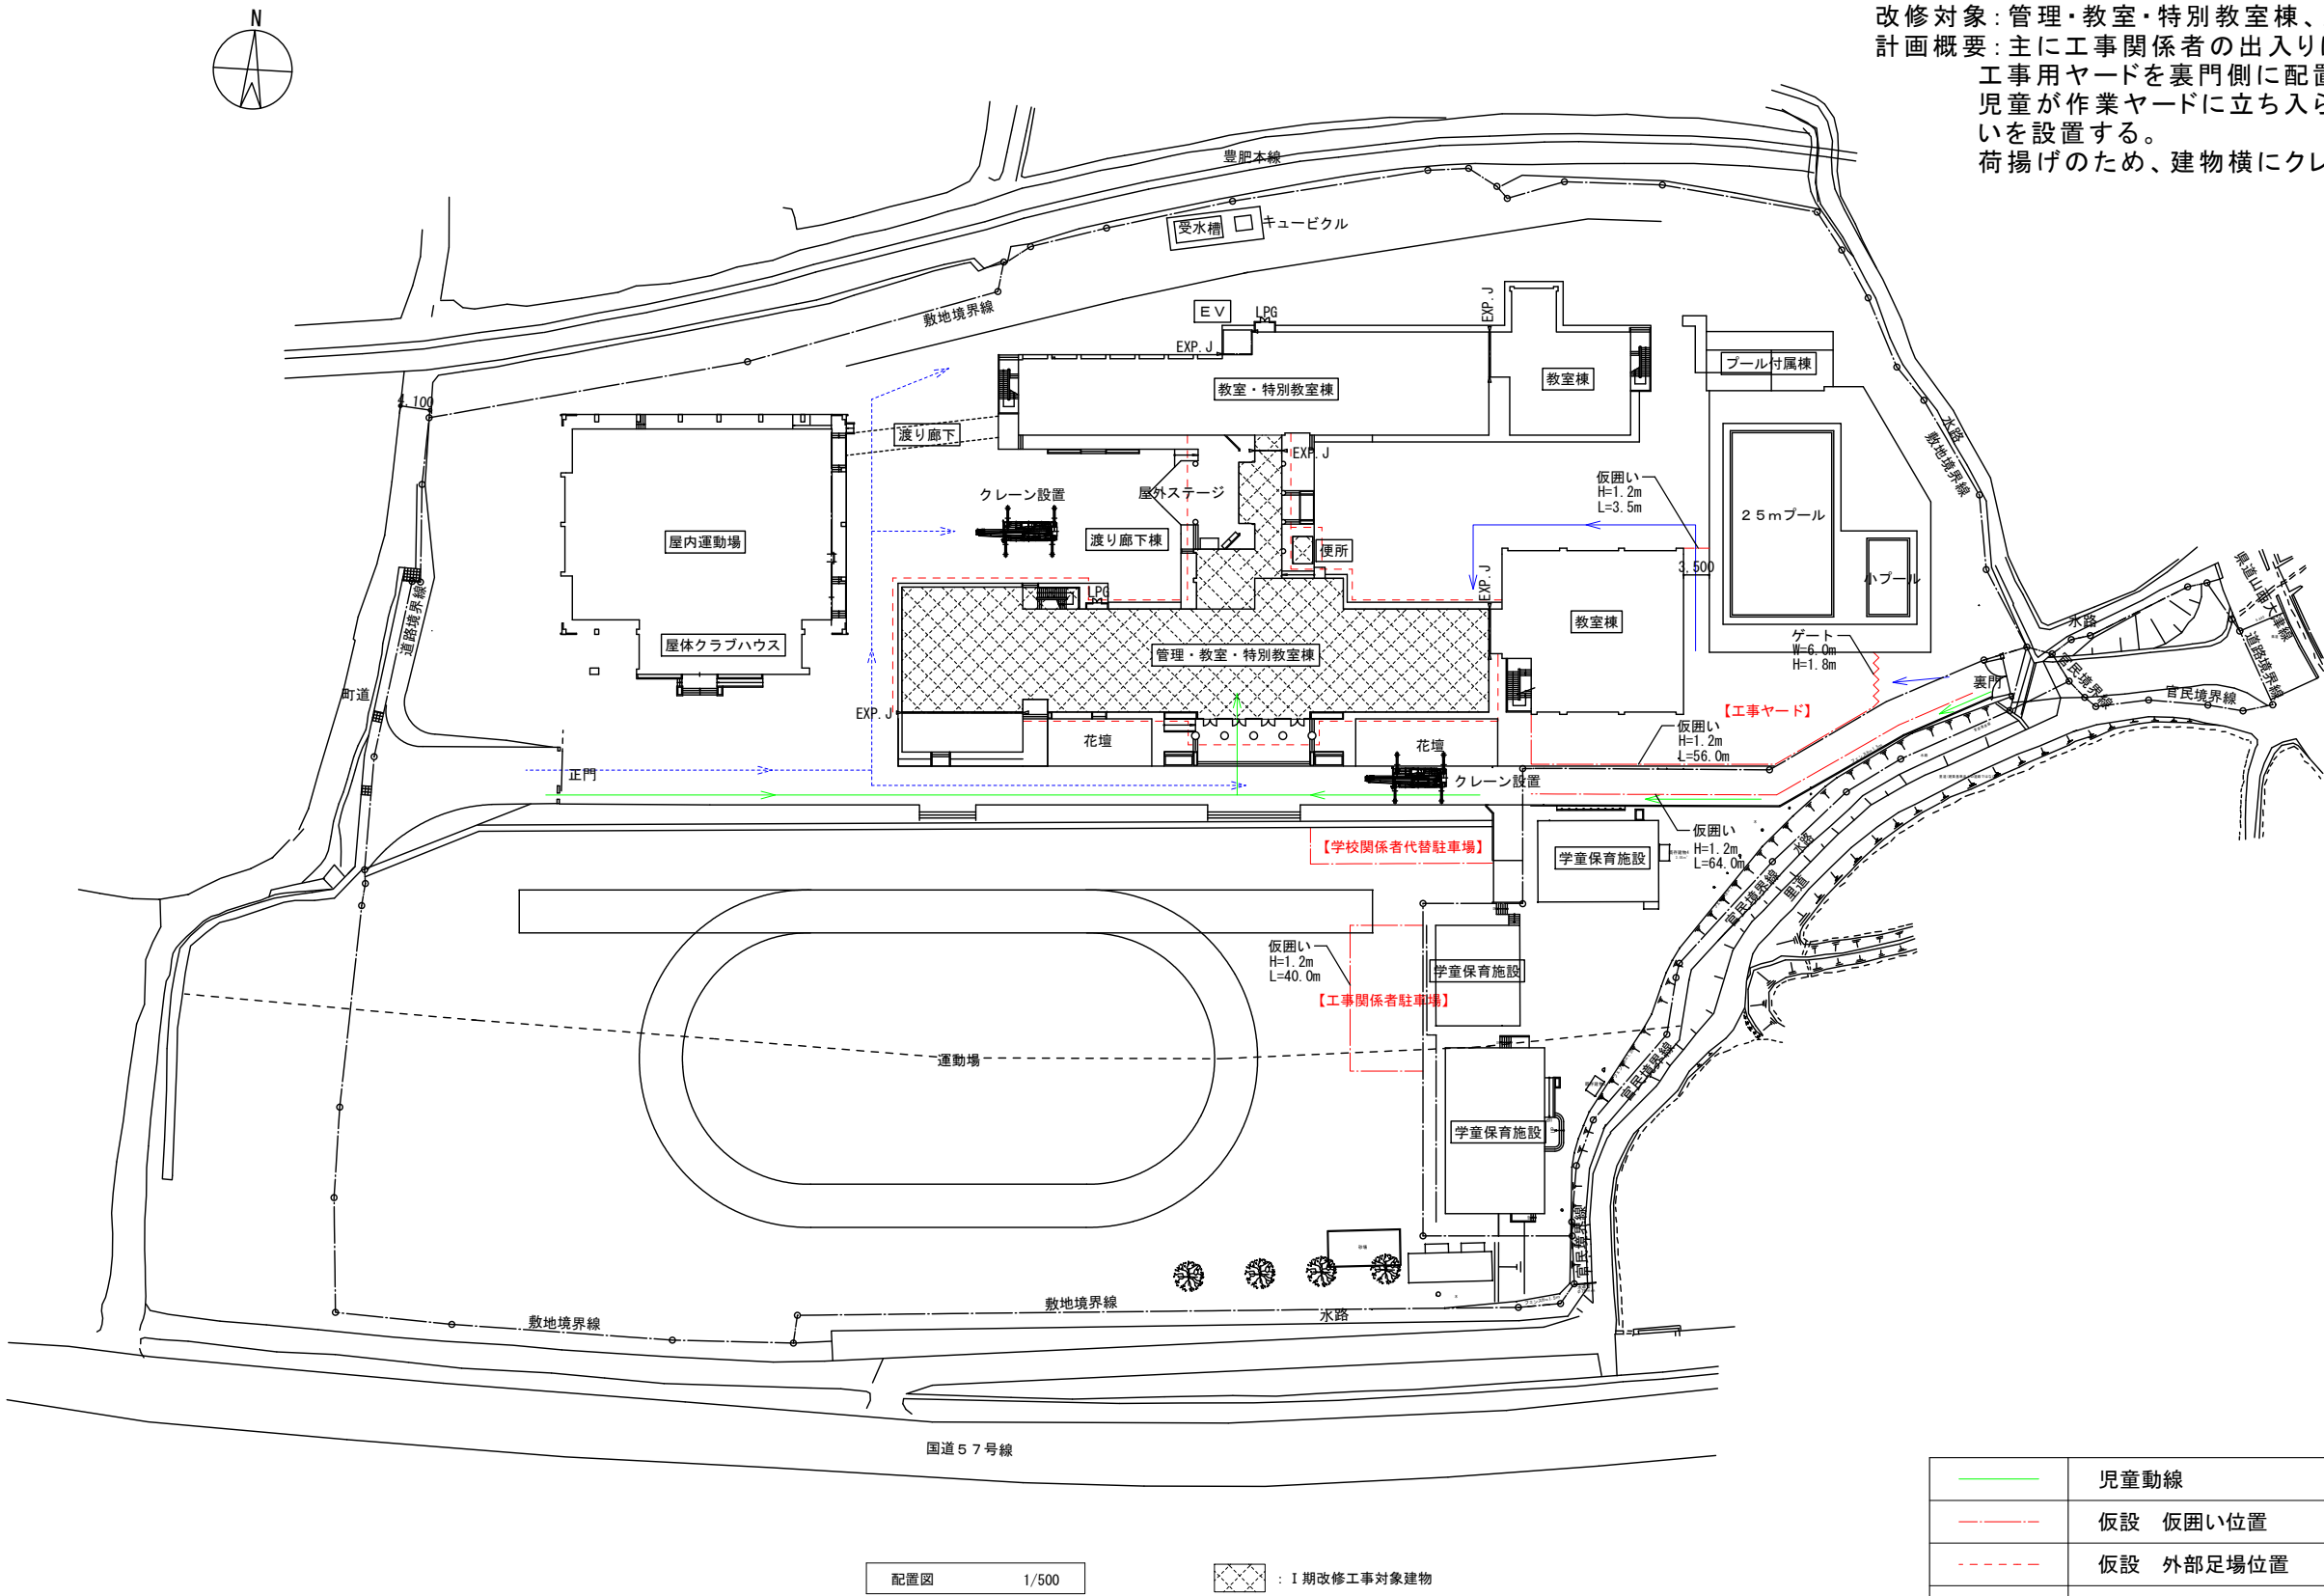 N
改修対象：管理・教室・特別教室棟、
計画概要：主に工事関係者の出入り
工事用ヤードを裏門側に配置
児童が作業ヤードに立ち入ら
いを設置する。
荷揚げのため、建物横にクレ
豊肥本線
受水槽
キュービクル
敷地境界線
EV
LPG
EXP.J
EXP.J
教室・特別教室棟
教室棟
プール付属棟
4,100
渡り廊下
水路
敷地境界線
EXP.J
仮囲い
H=1.2m
L=3.5m
クレーン設置
屋外ステージ
25mプール
屋内運動場
渡り廊下棟
便所
3,500
小プール
県道山鹿大津線
EXP.J
LPG
道路境界線
屋体クラブハウス
教室棟
水路
ゲート
W=6.0m
H=1.8m
道路境界線
管理・教室・特別教室棟
官民境界線
裏門
官民境界線
町道
EXP.J
【工事ヤード】
花壇
花壇
仮囲い
H=1.2m
L=56.0m
正門
クレーン設置
仮囲い
H=1.2m
L=64.0m
水路
【学校関係者代替駐車場】
学童保育施設
官民境界線
里道
仮囲い
H=1.2m
L=40.0m
学童保育施設
【工事関係者駐車場】
運動場
官民境界線
学童保育施設
官民境界線
敷地境界線
敷地境界線
水路
国道57号線
児童動線
仮設 仮囲い位置
仮設 外部足場位置
配置図 1/500
：Ⅰ期改修工事対象建物